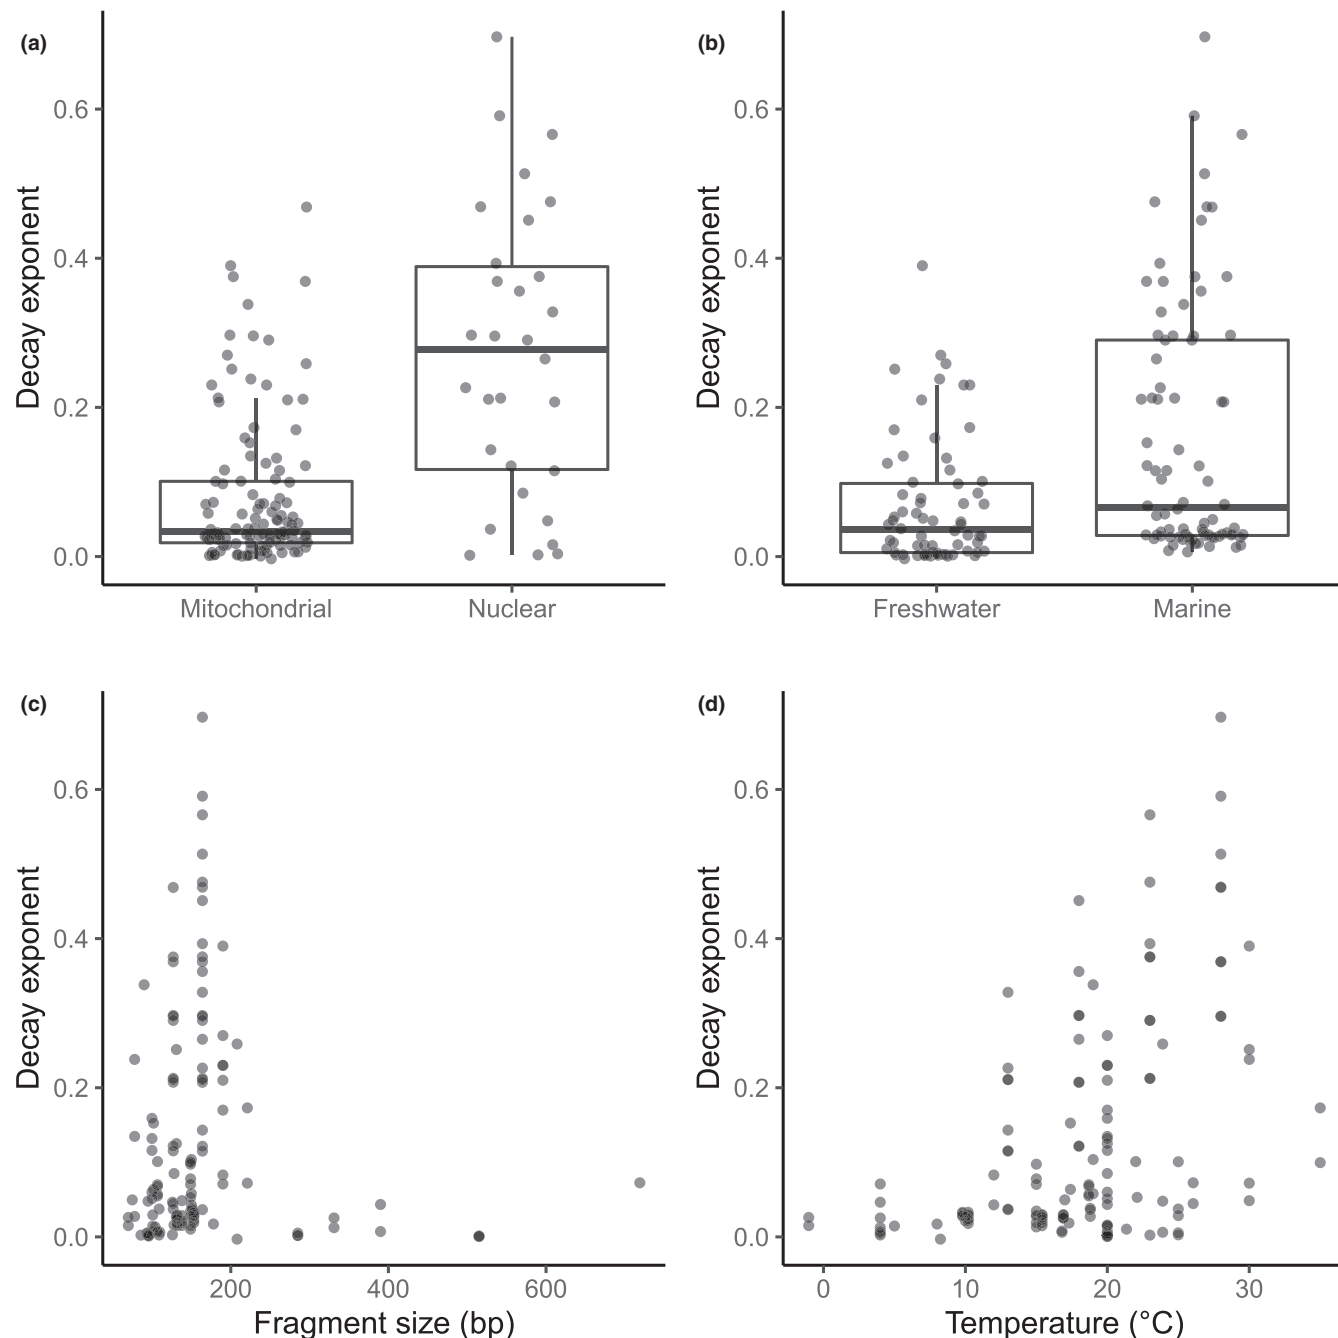 (a)
Decay exponent
0.6
0.4
0.2
0.0
Mitochondrial Nuclear
(b)
Decay exponent
0.6
0.4
0.2
0.0
Freshwater Marine
(c)
Decay exponent
0.6
0.4
0.2
0.0
200 400 600
Fragment size (bp)
(d)
Decay exponent
0.6
0.4
0.2
0.0
0 10 20 30
Temperature (°C)